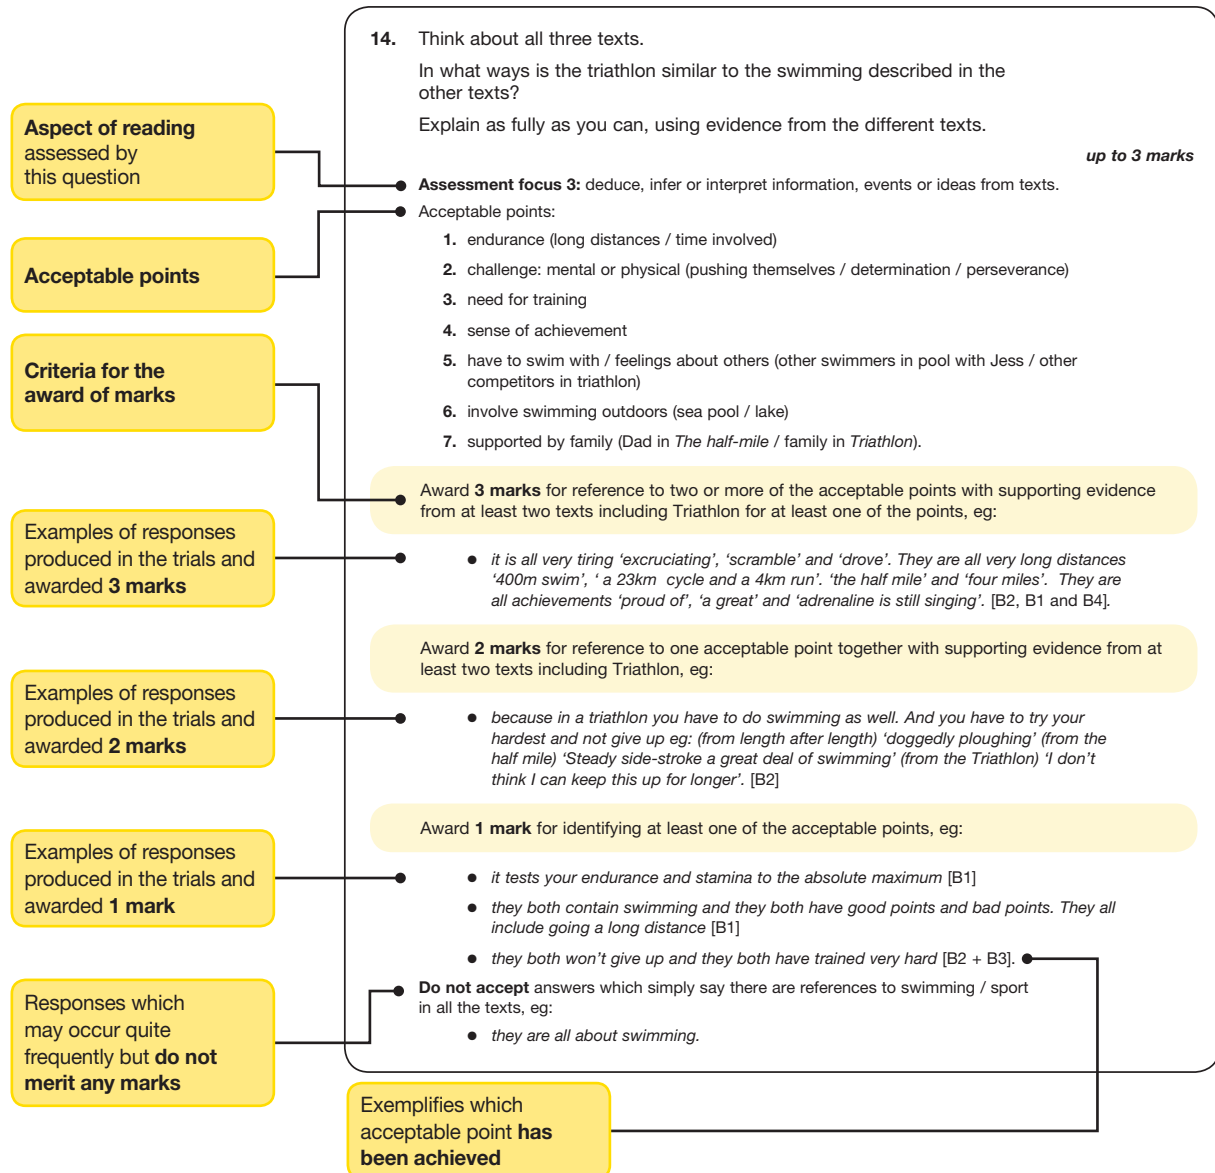 14. Think about all three texts.
In what ways is the triathlon similar to the swimming described in the
other texts?
Explain as fully as you can, using evidence from the different texts.
up to 3 marks
Aspect of reading
assessed by
this question
Assessment focus 3: deduce, infer or interpret information, events or ideas from texts.
Acceptable points
Acceptable points:
1. endurance (long distances / time involved)
2. challenge: mental or physical (pushing themselves / determination / perseverance)
3. need for training
4. sense of achievement
5. have to swim with / feelings about others (other swimmers in pool with Jess / other
competitors in triathlon)
6. involve swimming outdoors (sea pool / lake)
7. supported by family (Dad in The half-mile / family in Triathlon).
Criteria for the
award of marks
Award 3 marks for reference to two or more of the acceptable points with supporting evidence
from at least two texts including Triathlon for at least one of the points, eg:
Examples of responses
produced in the trials and
awarded 3 marks
● it is all very tiring ‘excruciating’, ‘scramble’ and ‘drove’. They are all very long distances
‘400m swim’, ‘ a 23km cycle and a 4km run’. ‘the half mile’ and ‘four miles’. They are
all achievements ‘proud of’, ‘a great’ and ‘adrenaline is still singing’. [B2, B1 and B4].
Award 2 marks for reference to one acceptable point together with supporting evidence from at
least two texts including Triathlon, eg:
Examples of responses
produced in the trials and
awarded 2 marks
● because in a triathlon you have to do swimming as well. And you have to try your
hardest and not give up eg: (from length after length) ‘doggedly ploughing’ (from the
half mile) ‘Steady side-stroke a great deal of swimming’ (from the Triathlon) ‘I don’t
think I can keep this up for longer’. [B2]
Award 1 mark for identifying at least one of the acceptable points, eg:
Examples of responses
produced in the trials and
awarded 1 mark
● it tests your endurance and stamina to the absolute maximum [B1]
● they both contain swimming and they both have good points and bad points. They all
include going a long distance [B1]
● they both won’t give up and they both have trained very hard [B2 + B3].
Responses which
may occur quite
frequently but do not
merit any marks
Do not accept answers which simply say there are references to swimming / sport
in all the texts, eg:
● they are all about swimming.
Exemplifies which
acceptable point has
been achieved